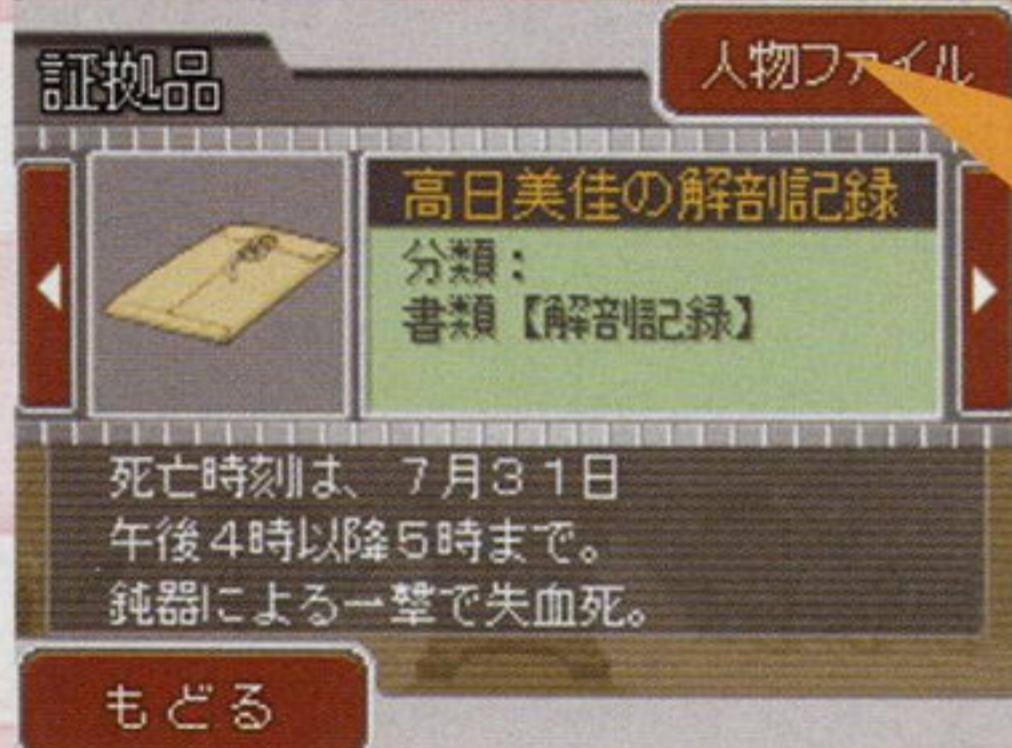 証拠品
人物ファイル
高日美佳の解剖記録
分類：
書類【解剖記録】
死亡時刻は、7月31日
午後4時以降5時まで。
鈍器による一撃で失血死。
もどる